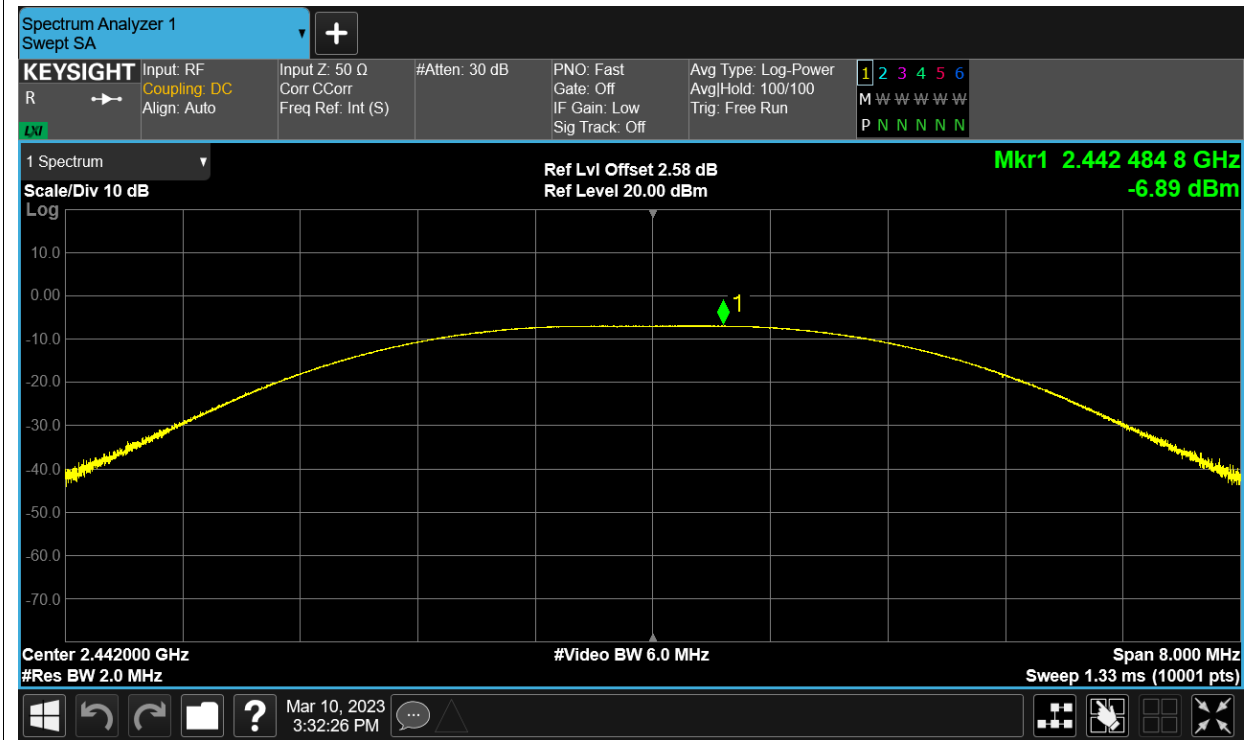 Spectrum Analyzer 1
Swept SA
KEYSIGHT
R
LXI
Input: RF
Coupling: DC
Align: Auto
Input Z: 50 Ω
Corr CCorr
Freq Ref: Int (S)
#Atten: 30 dB
PNO: Fast
Gate: Off
IF Gain: Low
Sig Track: Off
Avg Type: Log-Power
Avg|Hold: 100/100
Trig: Free Run
1 2 3 4 5 6
M W W W W W
P N N N N N
1 Spectrum
Scale/Div 10 dB
Log
Ref Lvl Offset 2.58 dB
Ref Level 20.00 dBm
Mkr1 2.442 484 8 GHz
-6.89 dBm
10.0
0.00
1
-10.0
-20.0
-30.0
-40.0
-50.0
-60.0
-70.0
Center 2.442000 GHz
#Video BW 6.0 MHz
Span 8.000 MHz
#Res BW 2.0 MHz
Sweep 1.33 ms (10001 pts)
?
Mar 10, 2023
3:32:26 PM